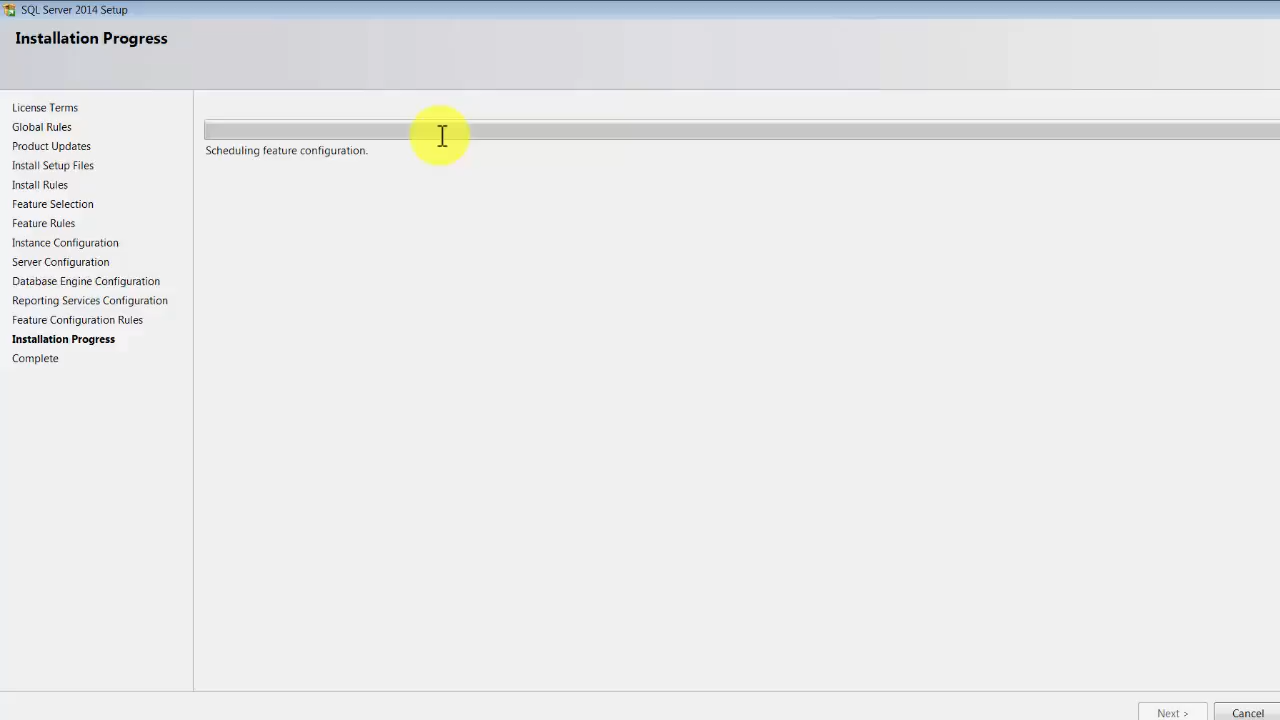 SQL Server 2014 Setup
Installation Progress
License Terms
Global Rules
Product Updates
Install Setup Files
Install Rules
Feature Selection
Feature Rules
Instance Configuration
Server Configuration
Database Engine Configuration
Reporting Services Configuration
Feature Configuration Rules
Installation Progress
Complete
Scheduling feature configuration.
Next >
Cancel